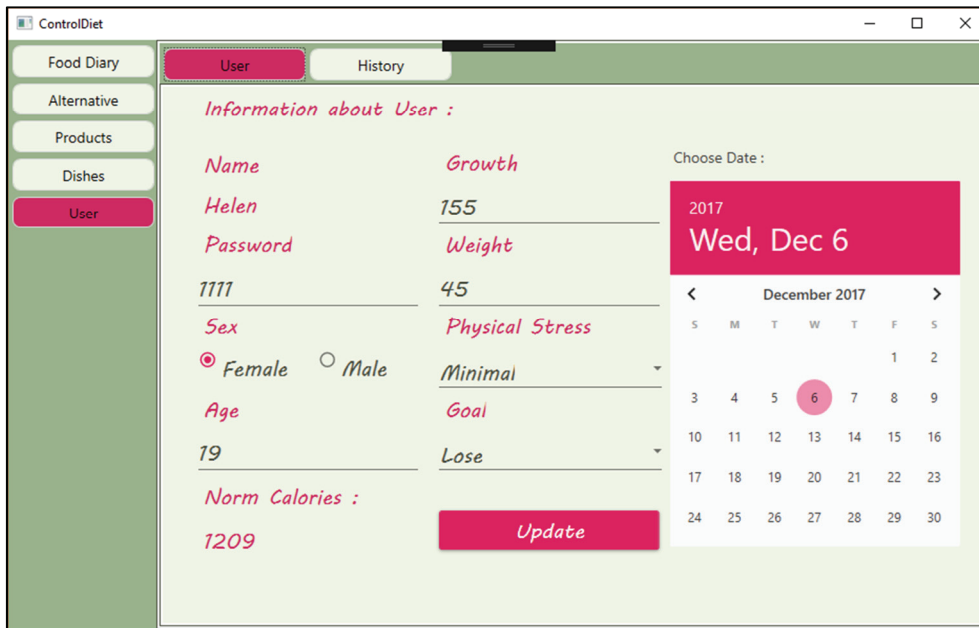 ControlDiet
Food Diary
Alternative
Products
Dishes
User
User
History
Information about User :
Name
Helen
Password
1111
Sex
Female
Male
Age
19
Norm Calories :
1209
Growth
155
Weight
45
Physical Stress
Minimal
Goal
Lose
Update
Choose Date :
2017
Wed, Dec 6
December 2017
S M T W T F S
1 2
3 4 5 6 7 8 9
10 11 12 13 14 15 16
17 18 19 20 21 22 23
24 25 26 27 28 29 30